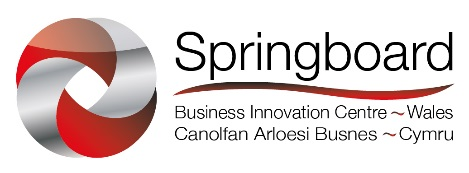 Springboard
Business Innovation Centre ~ Wales
Canolfan Arloesi Busnes ~ Cymru